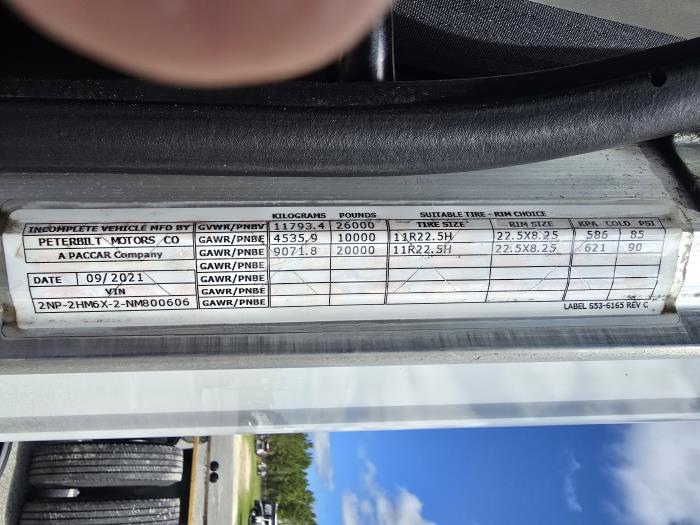 KILOGRAMS POUNDS SUITABLE TIRE - RIM CHOICE
INCOMPLETE VEHICLE MFD BY GVWR/PNBV 11793.4 26000 TIRE SIZE RIM SIZE KPA COLD PSI
PETERBILT MOTORS CO GAWR/PNBE 4535.9 10000 11R22.5H 22.5X8.25 586 85
A PACCAR Company GAWR/PNBE 9071.8 20000 11R22.5H 22.5X8.25 621 90
GAWR/PNBE
DATE 09/2021 GAWR/PNBE
VIN GAWR/PNBE
2NP-2HM6X-2-NM800606 GAWR/PNBE
LABEL S53-6165 REV C